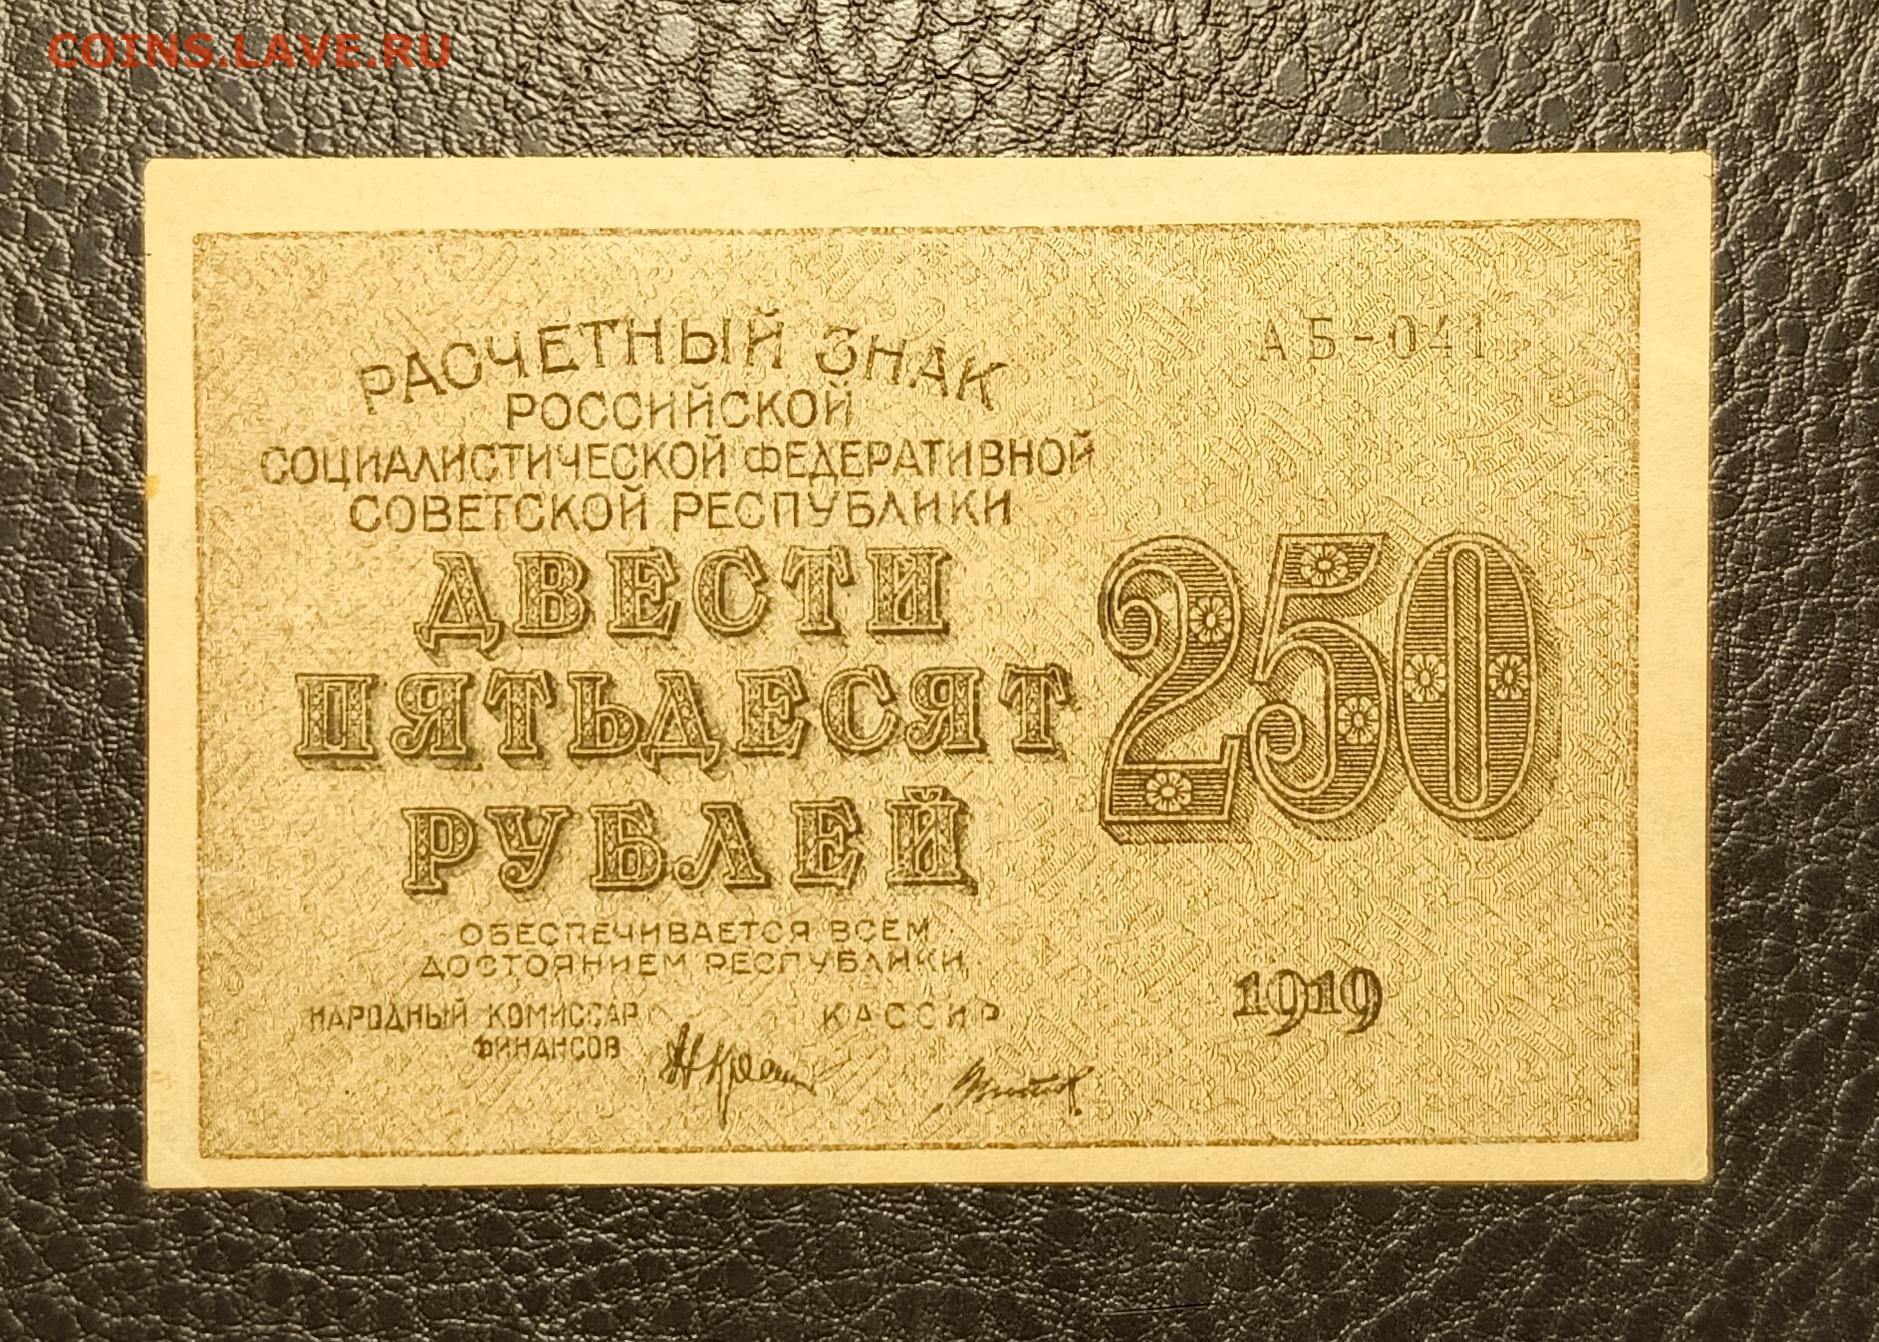 COINS.LAVE.RU
РАСЧЕТНЫЙ ЗНАК
АБ-041
РОССИЙСКОЙ
СОЦИАЛИСТИЧЕСКОЙ ФЕДЕРАТИВНОЙ
СОВЕТСКОЙ РЕСПУБЛИКИ
ДВЕСТИ
ПЯТЬДЕСЯТ
РУБЛЕЙ
250
ОБЕСПЕЧИВАЕТСЯ ВСЕМ
ДОСТОЯНИЕМ РЕСПУБЛИКИ
НАРОДНЫЙ КОМИССАР
ФИНАНСОВ
КАССИР
1919